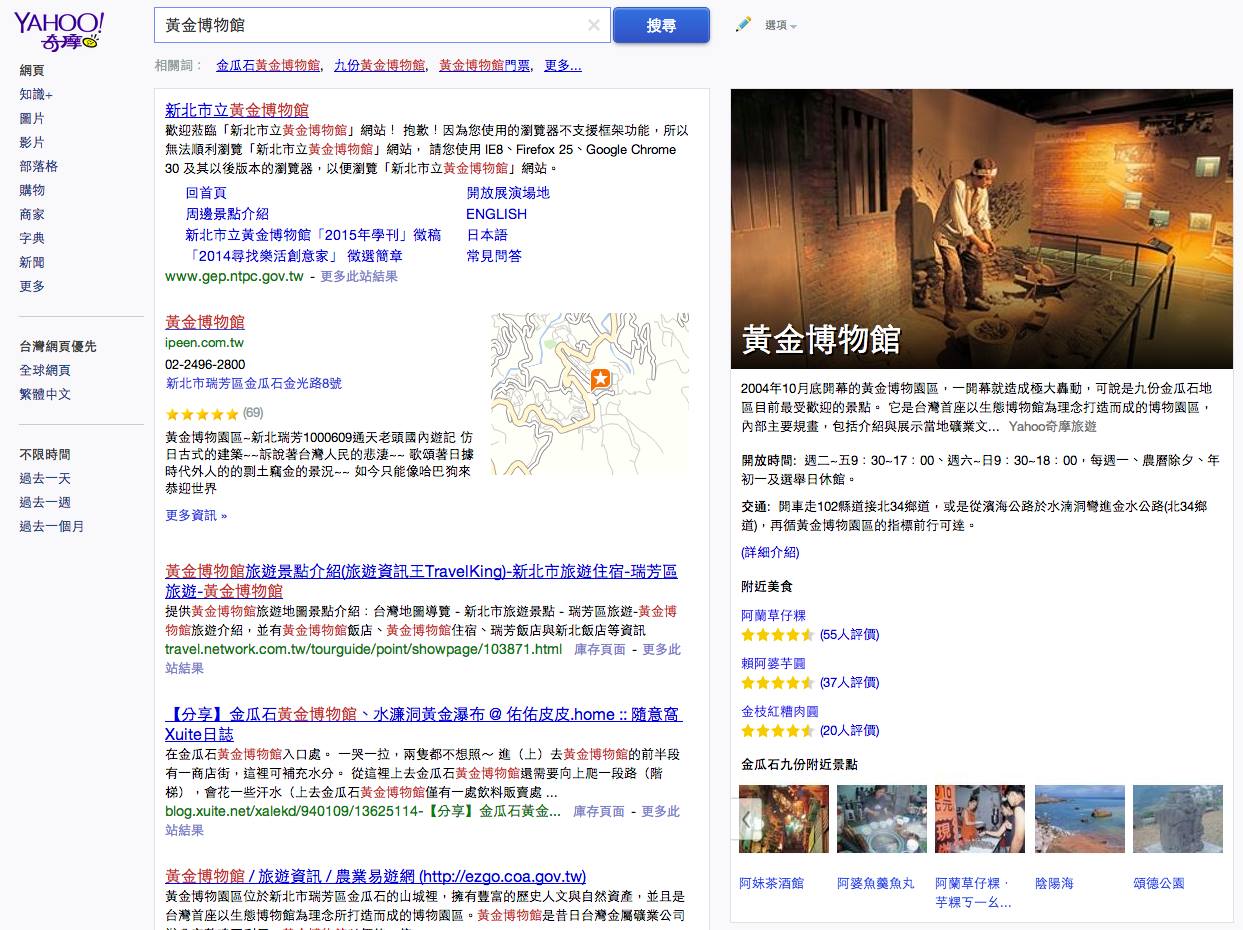 YAHOO!
奇摩
黃金博物館
搜尋
選項
相關詞： 金瓜石黃金博物館, 九份黃金博物館, 黃金博物館門票, 更多...
網頁
知識+
圖片
影片
部落格
購物
商家
字典
新聞
更多
台灣網頁優先
全球網頁
繁體中文
不限時間
過去一天
過去一週
過去一個月
新北市立黃金博物館
歡迎蒞臨「新北市立黃金博物館」網站！ 抱歉！因為您使用的瀏覽器不支援框架功能，所以
無法順利瀏覽「新北市立黃金博物館」網站， 請您使用 IE8、Firefox 25、Google Chrome
30 及其以後版本的瀏覽器，以便瀏覽「新北市立黃金博物館」網站。
回首頁
開放展演場地
周邊景點介紹
ENGLISH
新北市立黃金博物館「2015年學刊」徵稿
日本語
「2014尋找樂活創意家」 徵選簡章
常見問答
www.gep.ntpc.gov.tw - 更多此站結果
黃金博物館
ipeen.com.tw
02-2496-2800
新北市瑞芳區金瓜石金光路8號
(69)
黃金博物園區~新北瑞芳1000609通天老頭國內遊記 仿
日古式的建築~~訴說著台灣人民的悲淒~~ 歌頌著日據
時代外人的的剽土竊金的景況~~ 如今只能像哈巴狗來
恭迎世界
更多資訊 »
黃金博物館旅遊景點介紹(旅遊資訊王TravelKing)-新北市旅遊住宿-瑞芳區
旅遊-黃金博物館
提供黃金博物館旅遊地圖景點介紹：台灣地圖導覽 - 新北市旅遊景點 - 瑞芳區旅遊-黃金博
物館旅遊介紹，並有黃金博物館飯店、黃金博物館住宿、瑞芳飯店與新北飯店等資訊
travel.network.com.tw/tourguide/point/showpage/103871.html 庫存頁面 - 更多此
站結果
【分享】金瓜石黃金博物館、水濂洞黃金瀑布 @ 佑佑皮皮.home :: 隨意窩
Xuite日誌
在金瓜石黃金博物館入口處。 一哭一拉，兩隻都不想照～ 進（上）去黃金博物館的前半段
有一商店街，這裡可補充水分。 從這裡上去金瓜石黃金博物館還需要向上爬一段路（階
梯），會花一些汗水（上去金瓜石黃金博物館僅有一處飲料販賣處 ...
blog.xuite.net/xalekd/940109/13625114-【分享】金瓜石黃金... 庫存頁面 - 更多此
站結果
黃金博物館 / 旅遊資訊 / 農業易遊網 (http://ezgo.coa.gov.tw)
黃金博物園區位於新北市瑞芳區金瓜石的山城裡，擁有豐富的歷史人文與自然資產，並且是
台灣首座以生態博物館為理念所打造而成的博物園區。黃金博物館是昔日台灣金屬礦業公司
黃金博物館
2004年10月底開幕的黃金博物園區，一開幕就造成極大轟動，可說是九份金瓜石地
區目前最受歡迎的景點。 它是台灣首座以生態博物館為理念打造而成的博物園區，
內部主要規畫，包括介紹與展示當地礦業文... Yahoo奇摩旅遊
開放時間: 週二~五9：30~17：00、週六~日9：30~18：00，每週一、農曆除夕、年
初一及選舉日休館。
交通: 開車走102縣道接北34鄉道，或是從濱海公路於水湳洞彎進金水公路(北34鄉
道)，再循黃金博物園區的指標前行可達。
(詳細介紹)
附近美食
阿蘭草仔粿
(55人評價)
賴阿婆芋圓
(37人評價)
金枝紅糟肉圓
(20人評價)
金瓜石九份附近景點
阿妹茶酒館
阿婆魚羹魚丸
阿蘭草仔粿．
芋粿ㄎㄧㄠ...
陰陽海
頌德公園